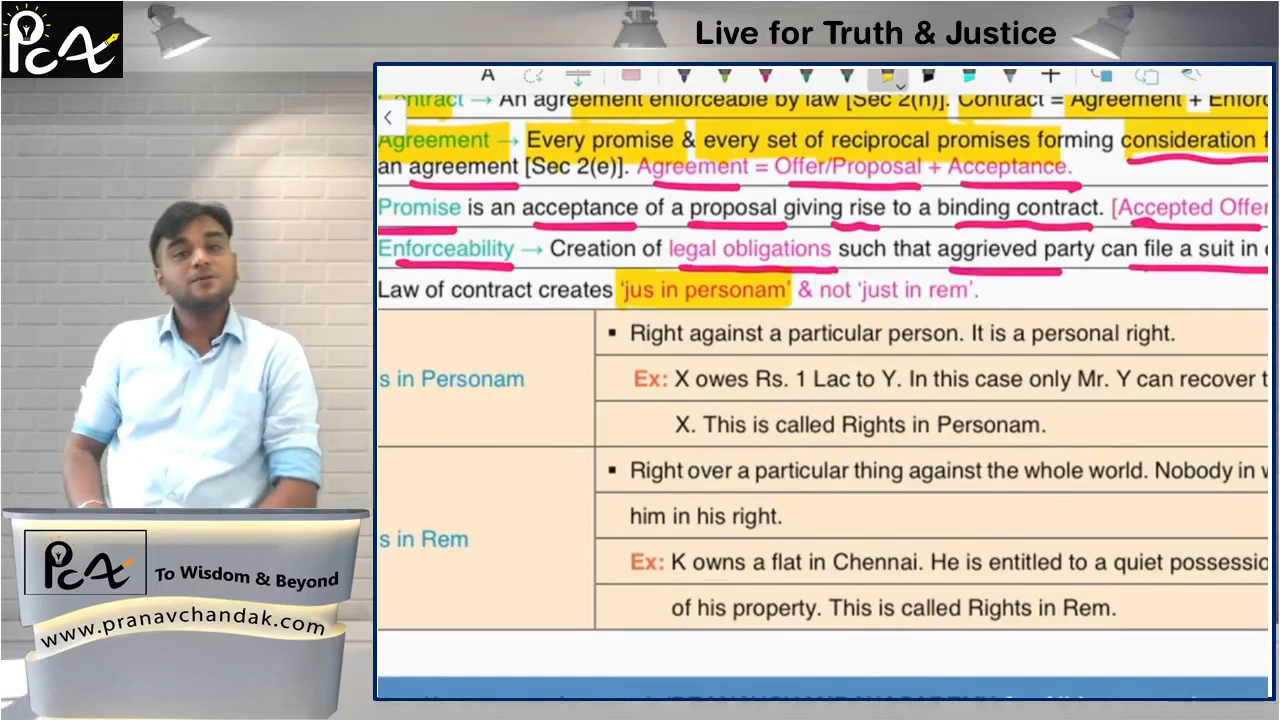 PCA
Live for Truth & Justice
A
Contract → An agreement enforceable by law [Sec 2(h)]. Contract = Agreement + Enforc
Agreement → Every promise & every set of reciprocal promises forming consideration f
an agreement [Sec 2(e)]. Agreement = Offer/Proposal + Acceptance.
Promise is an acceptance of a proposal giving rise to a binding contract. [Accepted Offer
Enforceability → Creation of legal obligations such that aggrieved party can file a suit in c
Law of contract creates ‘jus in personam’ & not ‘just in rem’.
s in Personam
▪ Right against a particular person. It is a personal right.
Ex: X owes Rs. 1 Lac to Y. In this case only Mr. Y can recover t
X. This is called Rights in Personam.
s in Rem
▪ Right over a particular thing against the whole world. Nobody in w
him in his right.
Ex: K owns a flat in Chennai. He is entitled to a quiet possessio
of his property. This is called Rights in Rem.
PCA To Wisdom & Beyond
www.pranavchandak.com